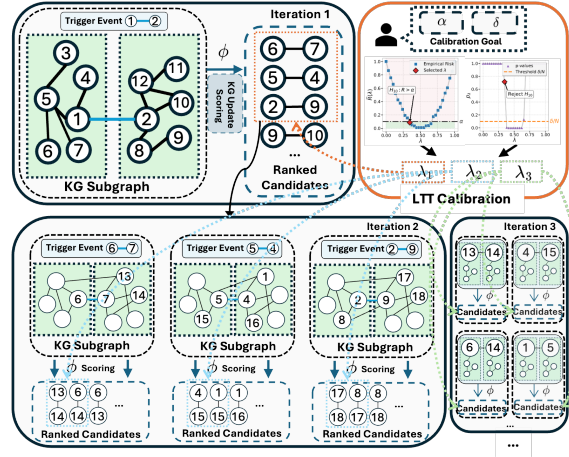 Iteration 1
Trigger Event 1 2
3
4
5
1
6
7
11
12
10
2
8
9
KG Subgraph
ϕ
KG Update Scoring
6 7
5 4
2 9
9 10
...
Ranked Candidates
α δ
Calibration Goal
Empirical Risk
Selected λ
p-values
Threshold δ/N
Reject H
λ
λ
λ₁ λ₂ λ₃
LTT Calibration
Iteration 2
Trigger Event 6 7
6
7
13
14
KG Subgraph
ϕ Scoring
13 6 6
14 14 13
...
Ranked Candidates
Trigger Event 5 4
5
4
1
15
16
KG Subgraph
ϕ Scoring
4 1 1
15 15 16
...
Ranked Candidates
Trigger Event 2 9
2
9
17
18
8
KG Subgraph
ϕ Scoring
17 8 8
18 17 18
...
Ranked Candidates
Iteration 3
13 14
ϕ
Candidates
4 15
ϕ
Candidates
6 14
ϕ
Candidates
1 5
ϕ
Candidates
...
...